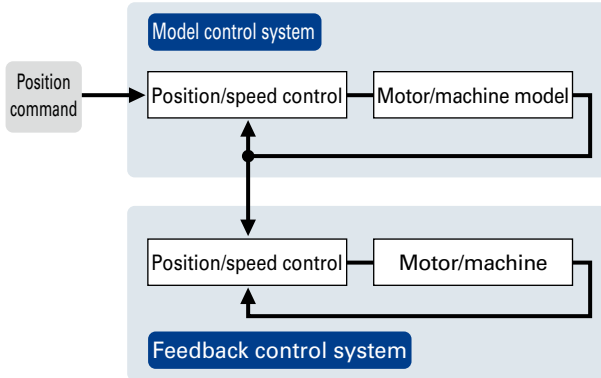 Model control system
Position
command
Position/speed control
Motor/machine model
Position/speed control
Motor/machine
Feedback control system